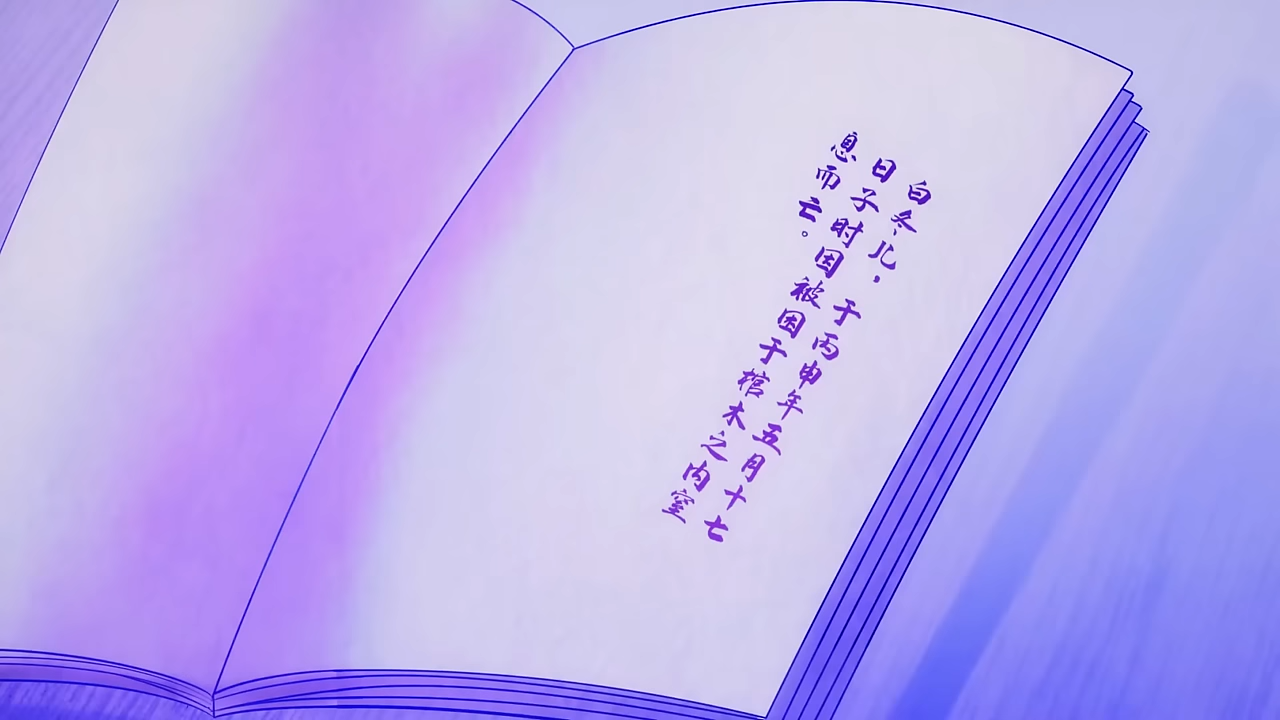 白冬儿，于丙申年五月十七
日子时因被困于棺木之内窒
息而亡。